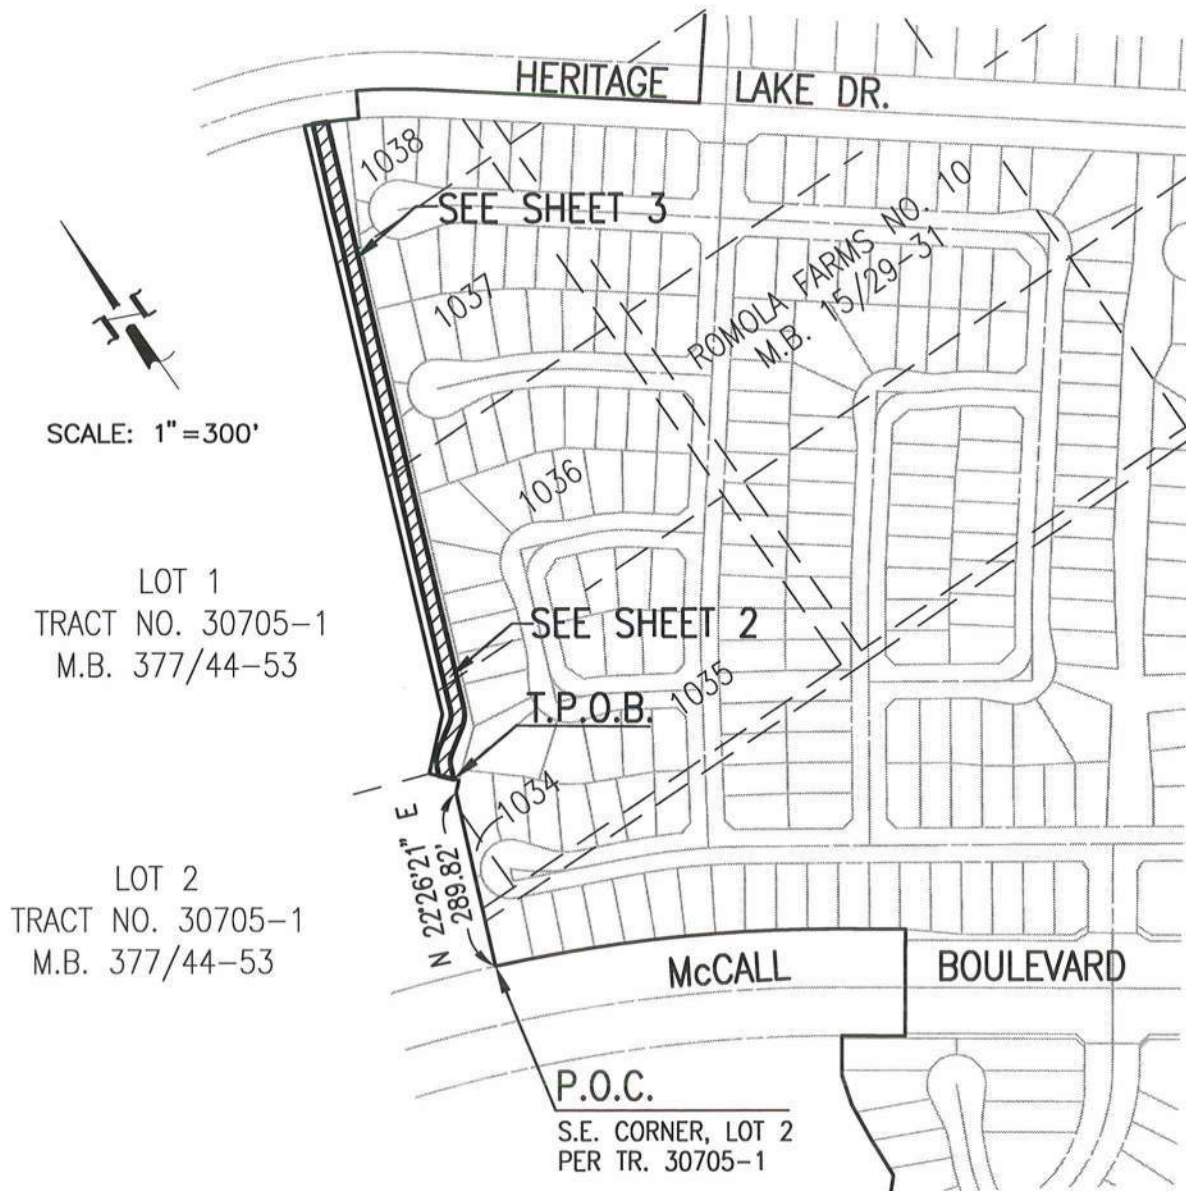 HERITAGE LAKE DR.
1038
SEE SHEET 3
ROMOLA FARMS NO. 10
M.B. 15/29-31
1037
SCALE: 1"=300'
1036
LOT 1
TRACT NO. 30705-1
M.B. 377/44-53
SEE SHEET 2
T.P.O.B.
1035
1034
N 22°26'21" E
289.82'
LOT 2
TRACT NO. 30705-1
M.B. 377/44-53
McCALL BOULEVARD
P.O.C.
S.E. CORNER, LOT 2
PER TR. 30705-1